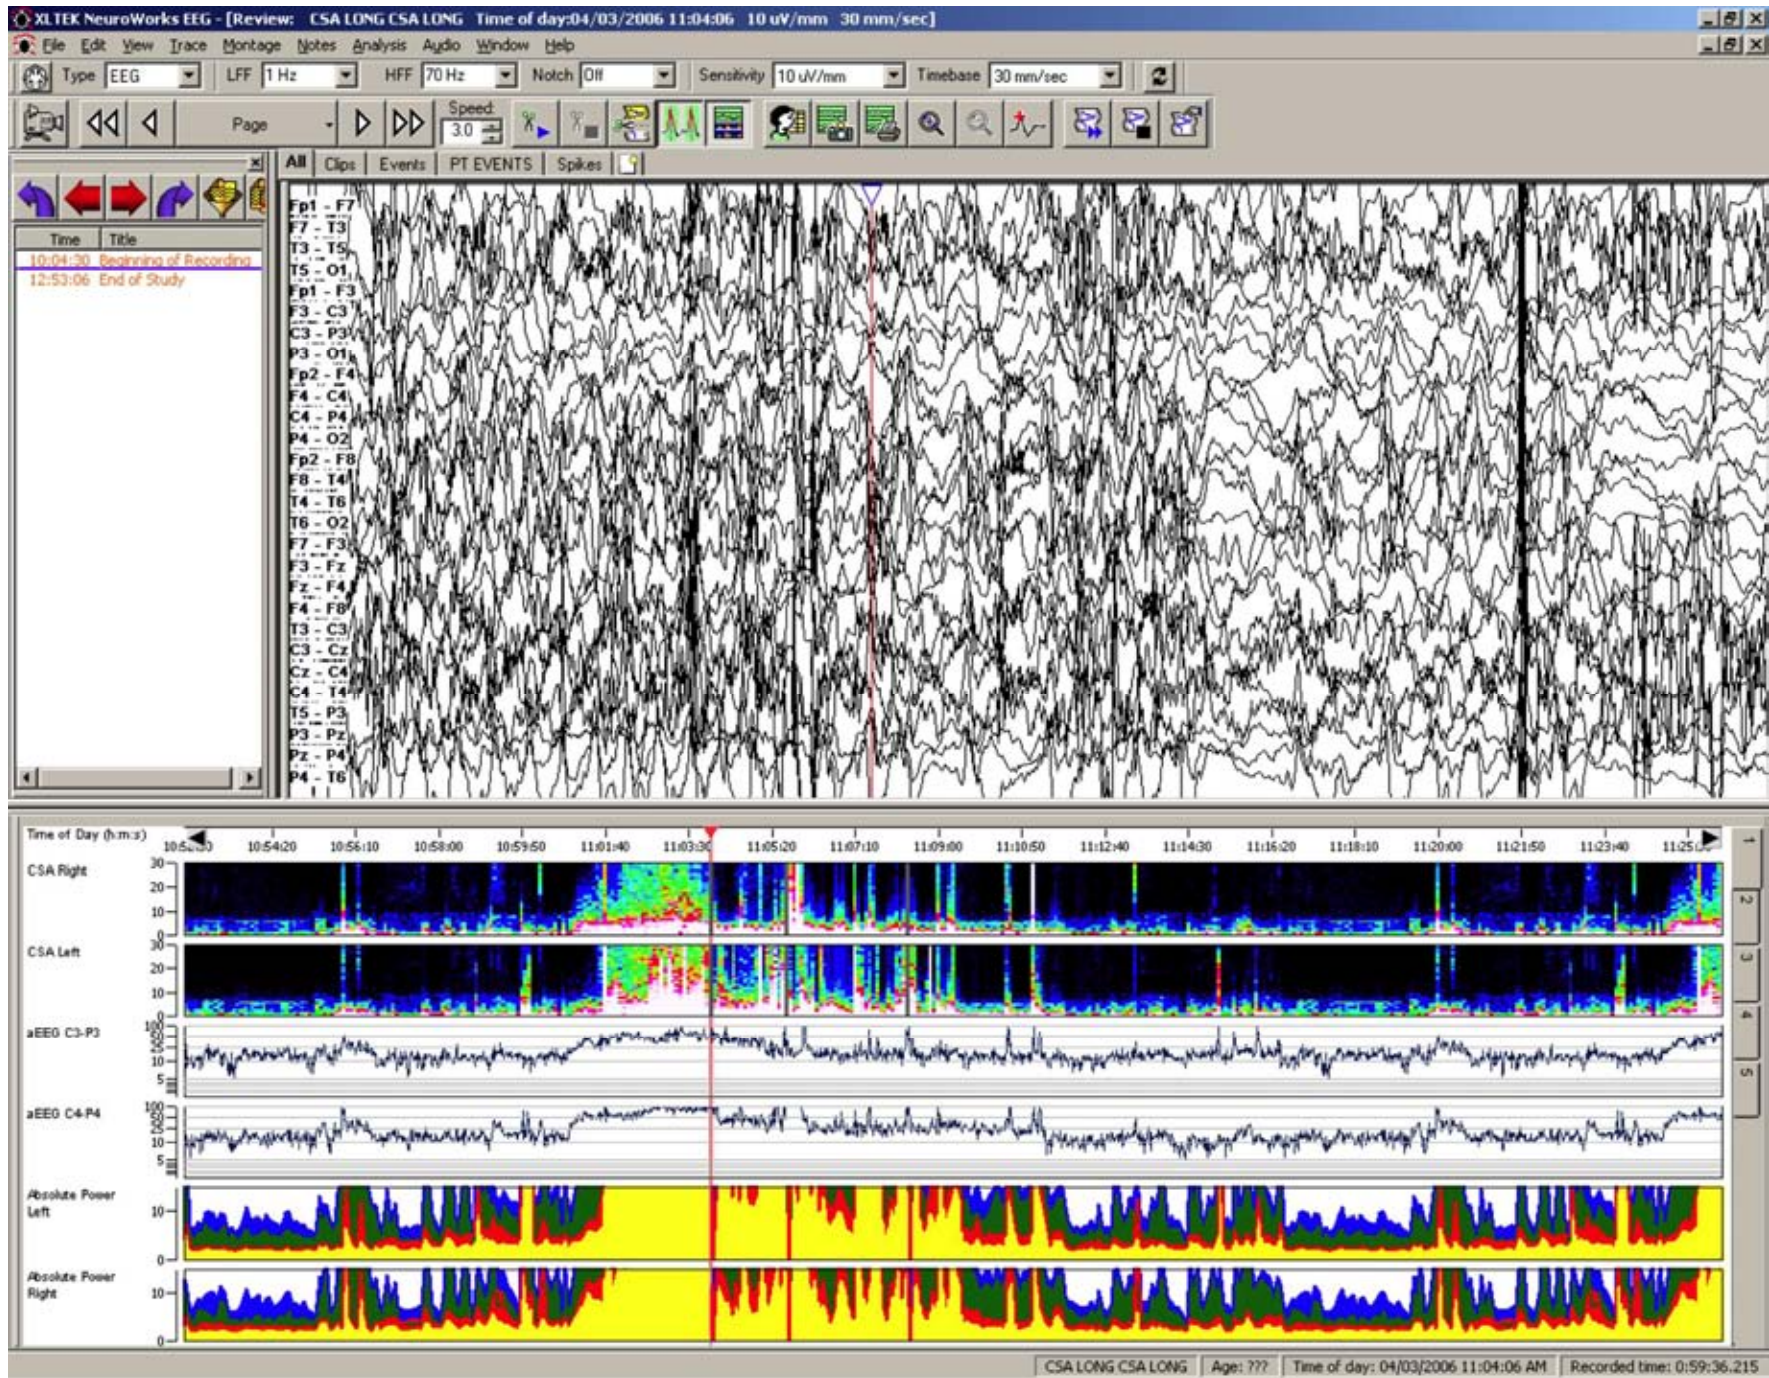 XLTEK NeuroWorks EEG - [Review: CSA LONG CSA LONG Time of day:04/03/2006 11:04:06 10 uV/mm 30 mm/sec]
File Edit View Trace Montage Notes Analysis Audio Window Help
Type EEG LFF 1 Hz HFF 70 Hz Notch Off Sensitivity 10 uV/mm Timebase 30 mm/sec
Page Speed 3.0
All Clips Events PT EVENTS Spikes
Time Title
10:04:30 Beginning of Recording
12:53:06 End of Study
Fp1 - F7
F7 - T3
T3 - T5
T5 - O1
Fp1 - F3
F3 - C3
C3 - P3
P3 - O1
Fp2 - F4
F4 - C4
C4 - P4
P4 - O2
Fp2 - F8
F8 - T4
T4 - T6
T6 - O2
F7 - F3
F3 - Fz
Fz - F4
F4 - F8
T3 - C3
C3 - Cz
Cz - C4
C4 - T4
T5 - P3
P3 - Pz
Pz - P4
P4 - T6
Time of Day (h:m:s)
10:54:20 10:56:10 10:58:00 10:59:50 11:01:40 11:03:30 11:05:20 11:07:10 11:09:00 11:10:50 11:12:40 11:14:30 11:16:20 11:18:10 11:20:00 11:21:50 11:23:40
1
2
3
4
5
CSA Right
30
20
10
0
CSA Left
30
20
10
0
aEEG C3-P3
100
50
25
10
5
aEEG C4-P4
100
50
25
10
5
Absolute Power
Left
10
0
Absolute Power
Right
10
0
CSA LONG CSA LONG Age: ??? Time of day: 04/03/2006 11:04:06 AM Recorded time: 0:59:36.215